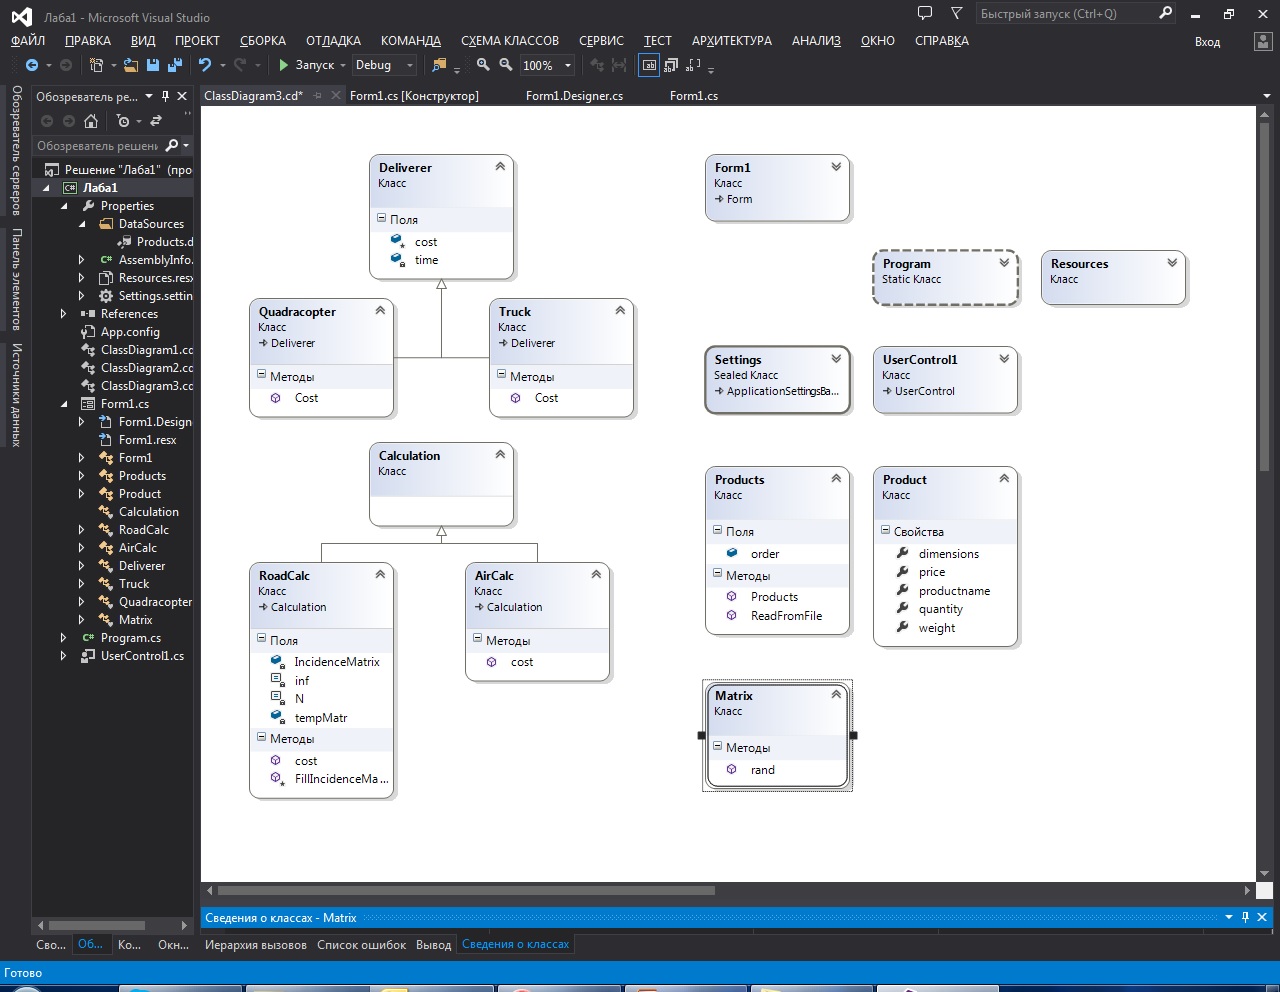 Лаба1 - Microsoft Visual Studio
Быстрый запуск (Ctrl+Q)
ФАЙЛ ПРАВКА ВИД ПРОЕКТ СБОРКА ОТЛАДКА КОМАНДА СХЕМА КЛАССОВ СЕРВИС ТЕСТ АРХИТЕКТУРА АНАЛИЗ ОКНО СПРАВКА
Вход
Запуск
Debug
100%
Обозреватель серверов
Панель элементов
Источники данных
Обозреватель ре...
Обозреватель решени
Решение "Лаба1" (про
Лаба1
Properties
DataSources
Products.d
AssemblyInfo.
Resources.resx
Settings.settin
References
App.config
ClassDiagram1.cd
ClassDiagram2.cd
ClassDiagram3.cd
Form1.cs
Form1.Design
Form1.resx
Form1
Products
Product
Calculation
RoadCalc
AirCalc
Deliverer
Truck
Quadracopter
Matrix
Program.cs
UserControl1.cs
ClassDiagram3.cd*
Form1.cs [Конструктор]
Form1.Designer.cs
Form1.cs
Deliverer
Класс
Поля
cost
time
Quadracopter
Класс
Deliverer
Методы
Cost
Truck
Класс
Deliverer
Методы
Cost
Calculation
Класс
RoadCalc
Класс
Calculation
Поля
IncidenceMatrix
inf
N
tempMatr
Методы
cost
FillIncidenceMa...
AirCalc
Класс
Calculation
Методы
cost
Form1
Класс
Form
Program
Static Класс
Resources
Класс
Settings
Sealed Класс
ApplicationSettingsBa...
UserControl1
Класс
UserControl
Products
Класс
Поля
order
Методы
Products
ReadFromFile
Product
Класс
Свойства
dimensions
price
productname
quantity
weight
Matrix
Класс
Методы
rand
Сведения о классах - Matrix
Сво... Об... Ко... Окн...
Иерархия вызовов Список ошибок Вывод Сведения о классах
Готово